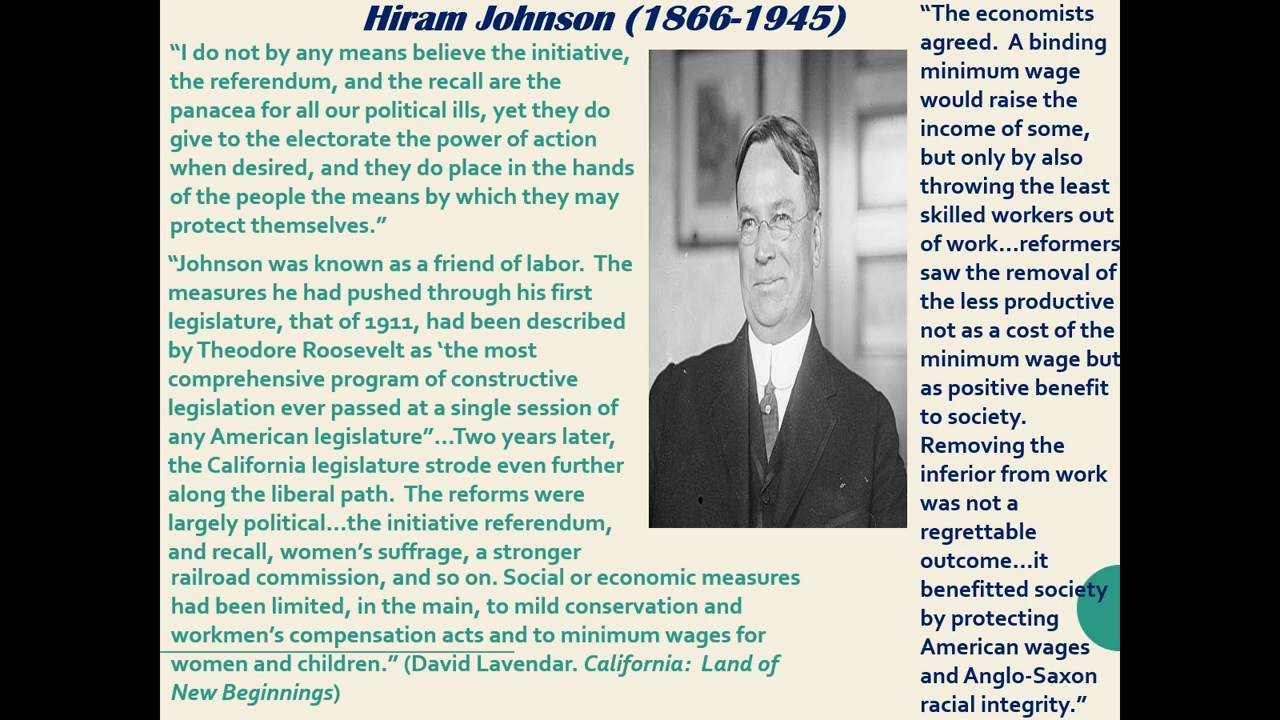 Hiram Johnson (1866-1945)
“I do not by any means believe the initiative,
the referendum, and the recall are the
panacea for all our political ills, yet they do
give to the electorate the power of action
when desired, and they do place in the hands
of the people the means by which they may
protect themselves.”
“Johnson was known as a friend of labor.  The
measures he had pushed through his first
legislature, that of 1911, had been described
by Theodore Roosevelt as ‘the most
comprehensive program of constructive
legislation ever passed at a single session of
any American legislature”…Two years later,
the California legislature strode even further
along the liberal path.  The reforms were
largely political…the initiative referendum,
and recall, women’s suffrage, a stronger
railroad commission, and so on. Social or economic measures
had been limited, in the main, to mild conservation and
workmen’s compensation acts and to minimum wages for
women and children.” (David Lavendar. California:  Land of
New Beginnings)
“The economists
agreed.  A binding
minimum wage
would raise the
income of some,
but only by also
throwing the least
skilled workers out
of work…reformers
saw the removal of
the less productive
not as a cost of the
minimum wage but
as positive benefit
to society.
Removing the
inferior from work
was not a
regrettable
outcome…it
benefitted society
by protecting
American wages
and Anglo-Saxon
racial integrity.”